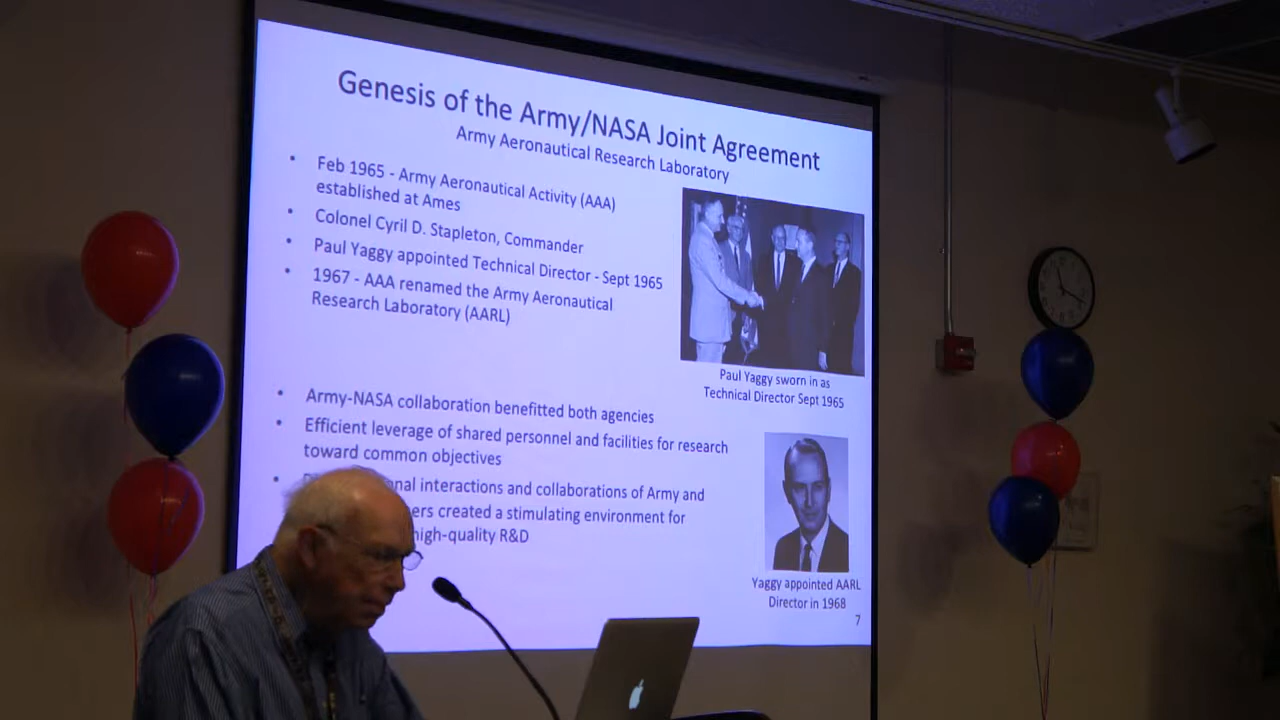 Genesis of the Army/NASA Joint Agreement
Army Aeronautical Research Laboratory
• Feb 1965 - Army Aeronautical Activity (AAA)
established at Ames
• Colonel Cyril D. Stapleton, Commander
• Paul Yaggy appointed Technical Director - Sept 1965
• 1967 - AAA renamed the Army Aeronautical
Research Laboratory (AARL)
Paul Yaggy sworn in as
Technical Director Sept 1965
• Army-NASA collaboration benefitted both agencies
• Efficient leverage of shared personnel and facilities for research
toward common objectives
• interactions and collaborations of Army and
created a stimulating environment for
high-quality R&D
Yaggy appointed AARL
Director in 1968
7